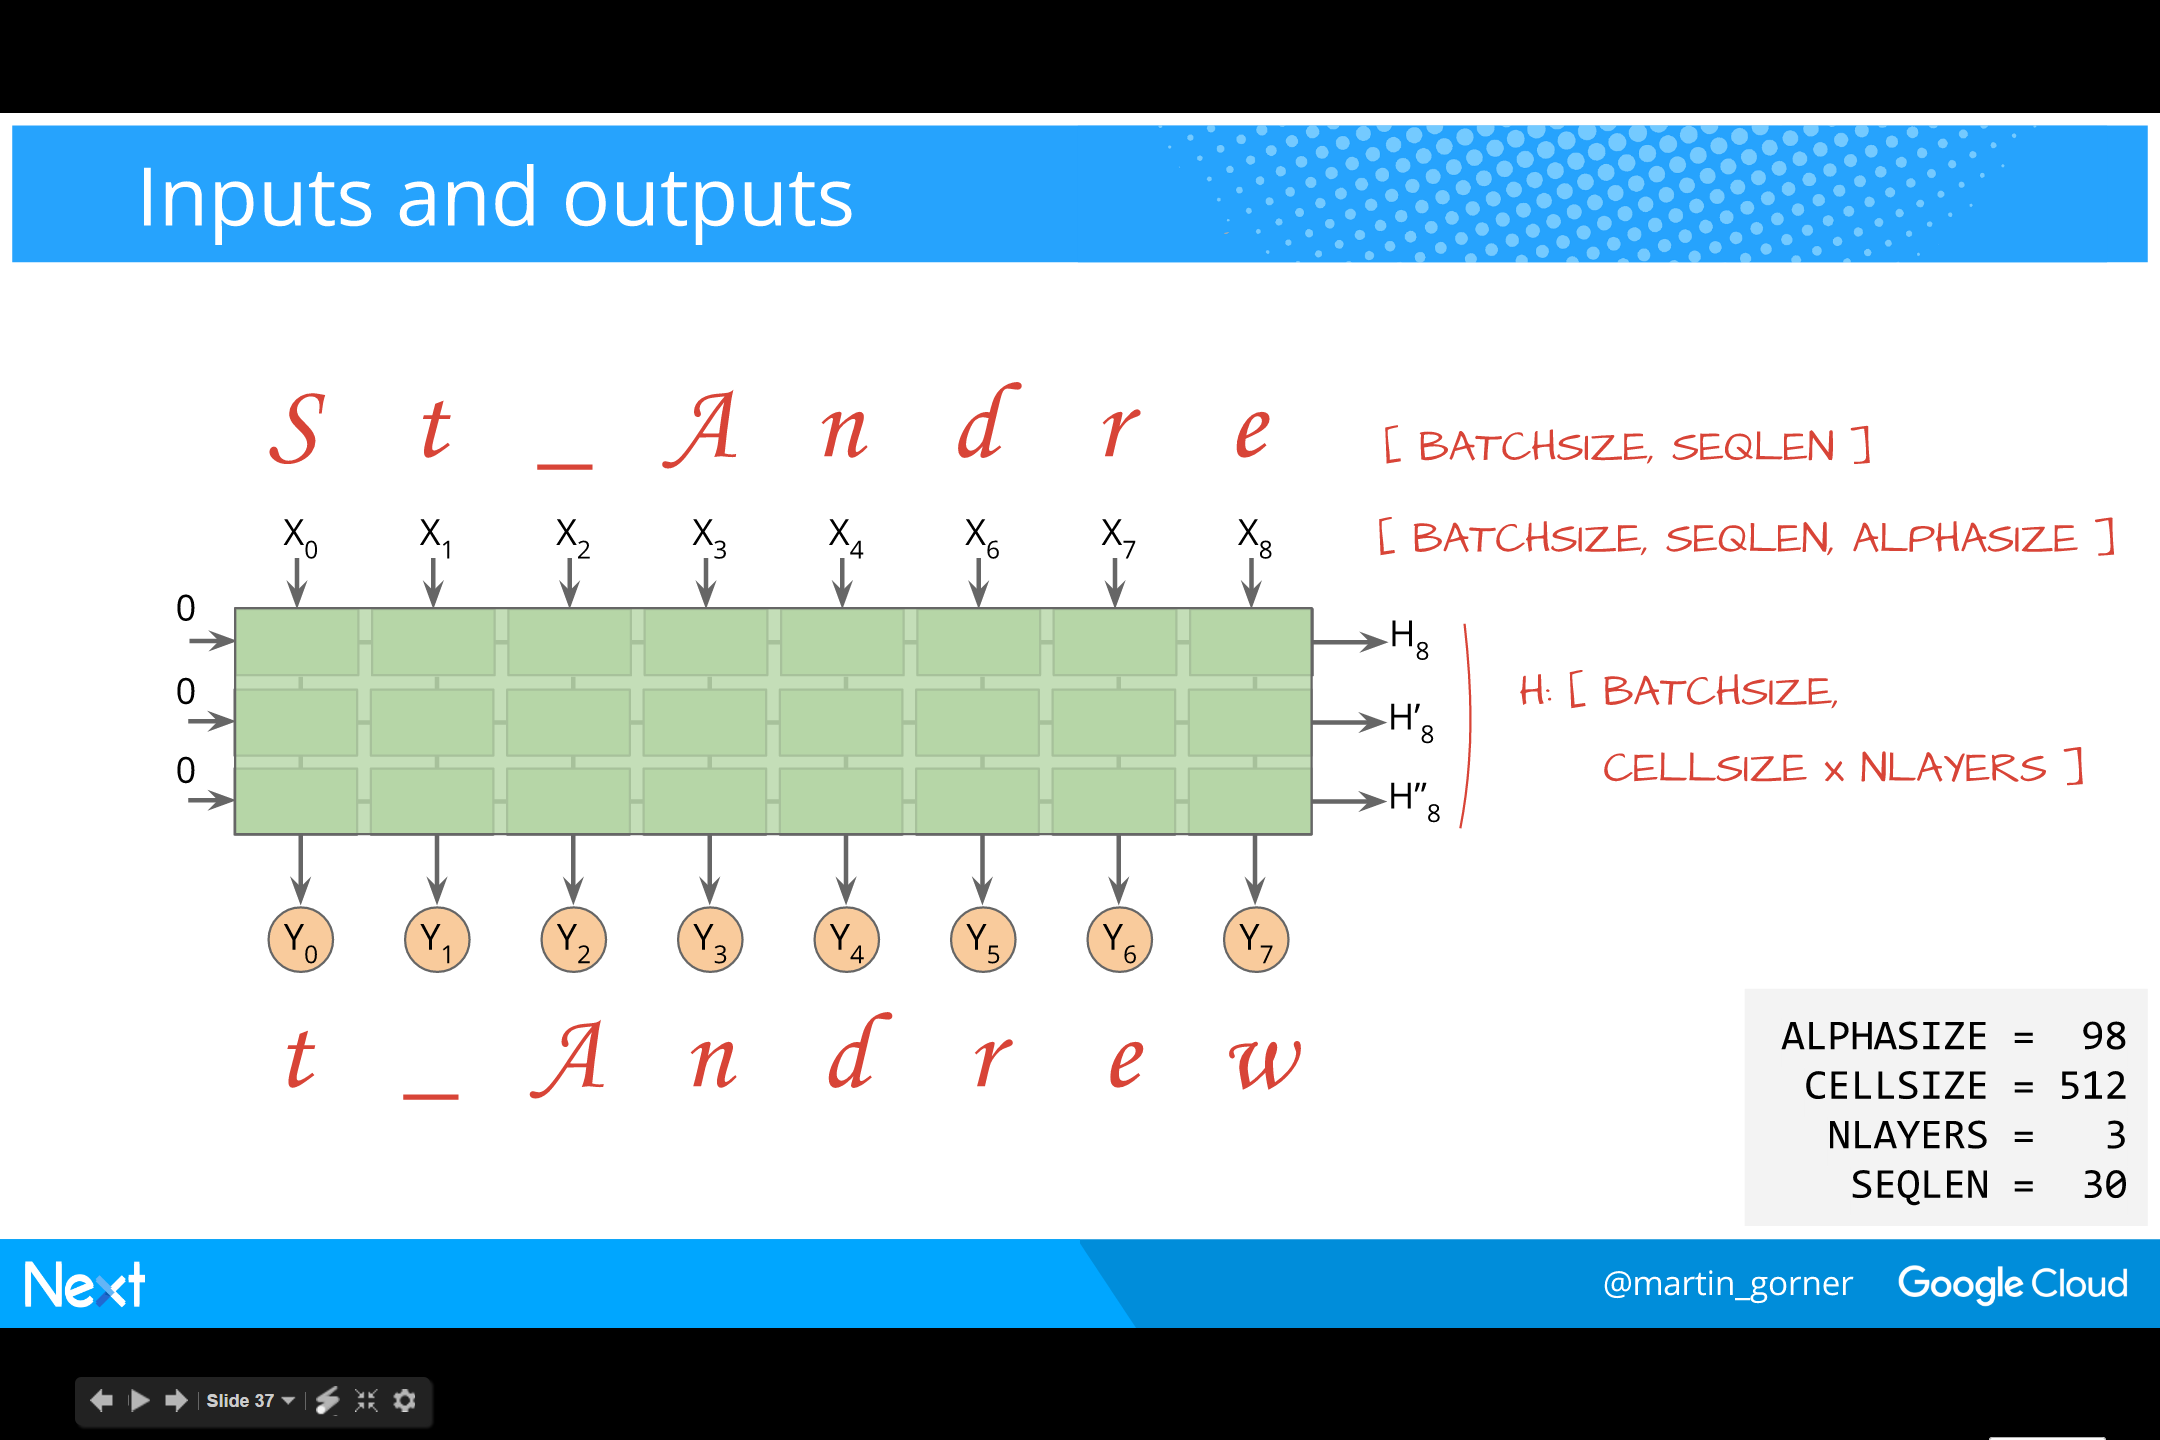 Inputs and outputs
S t _ A n d r e
[ BATCHSIZE, SEQLEN ]
X0 X1 X2 X3 X4 X6 X7 X8
[ BATCHSIZE, SEQLEN, ALPHASIZE ]
0
H8
0
H'8
0
H"8
H: [ BATCHSIZE,
CELLSIZE x NLAYERS ]
Y0 Y1 Y2 Y3 Y4 Y5 Y6 Y7
t _ A n d r e w
ALPHASIZE = 98
CELLSIZE = 512
NLAYERS = 3
SEQLEN = 30
Next
@martin_gorner
Google Cloud
Slide 37